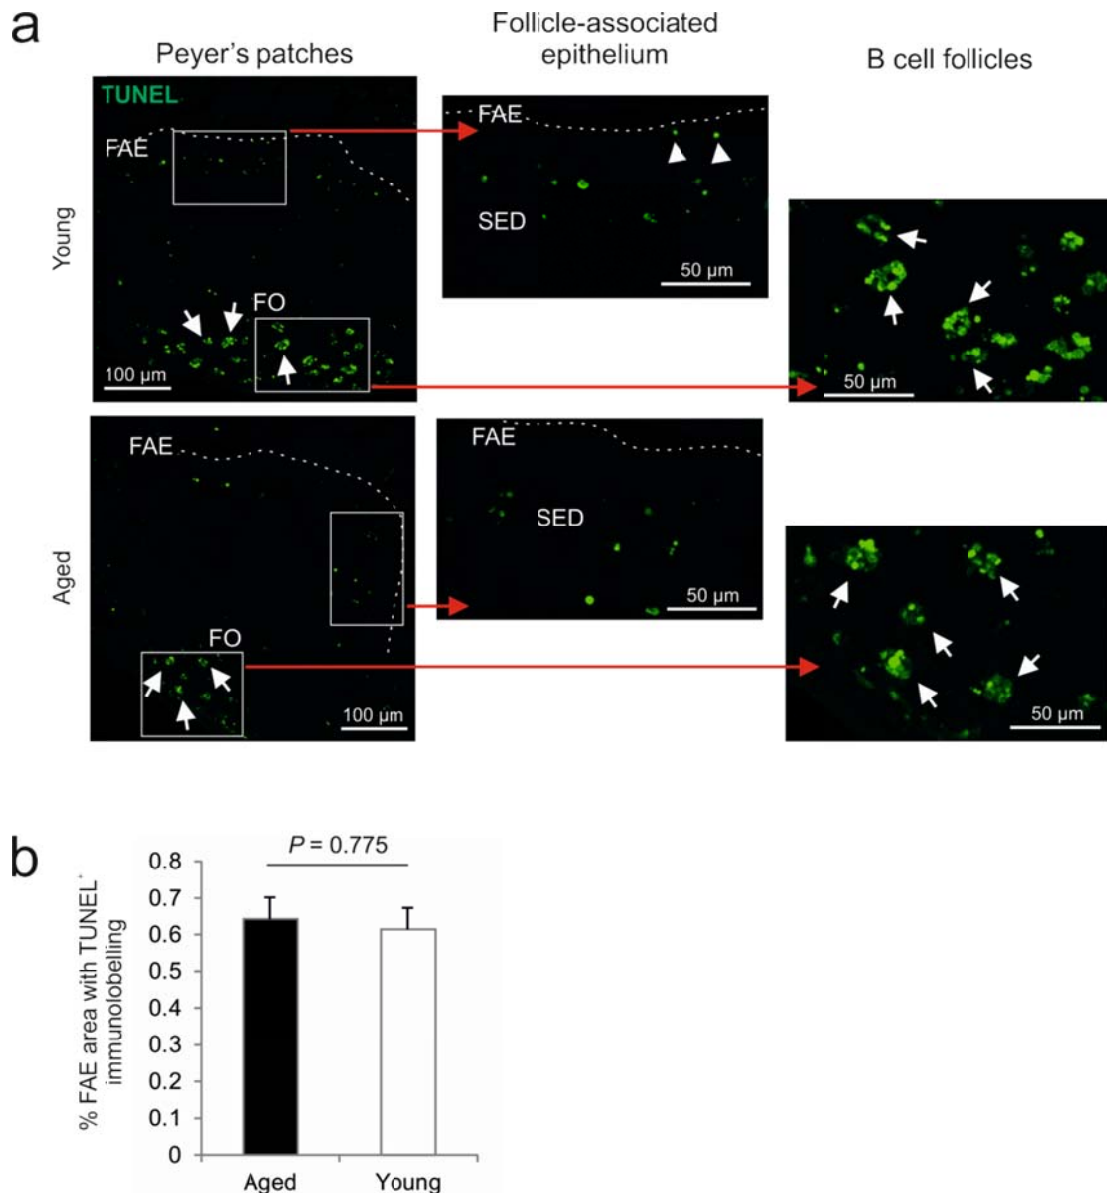 a
Peyer's patches
Follicle-associated
epithelium
B cell follicles
Young
TUNEL
FAE
FO
100 µm
FAE
SED
50 µm
50 µm
Aged
FAE
FO
100 µm
FAE
SED
50 µm
50 µm
b
P = 0.775
% FAE area with TUNEL+
immunolobelling
0.8
0.7
0.6
0.5
0.4
0.3
0.2
0.1
0
Aged
Young